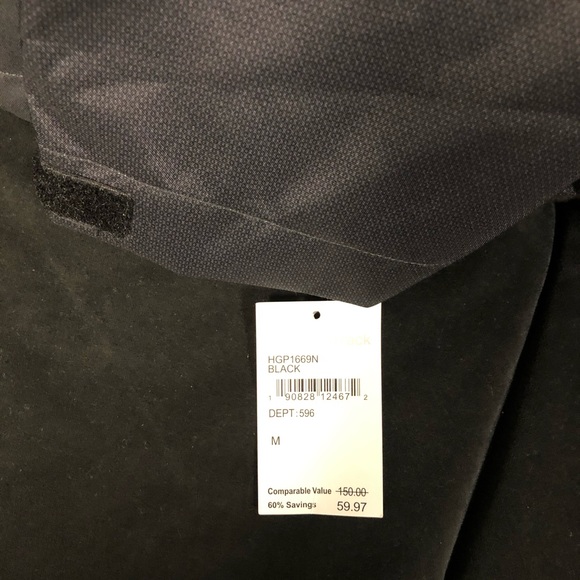 HGP1669N
BLACK
1 90828 12467 2
DEPT:596
M
Comparable Value 150.00
60% Savings 59.97